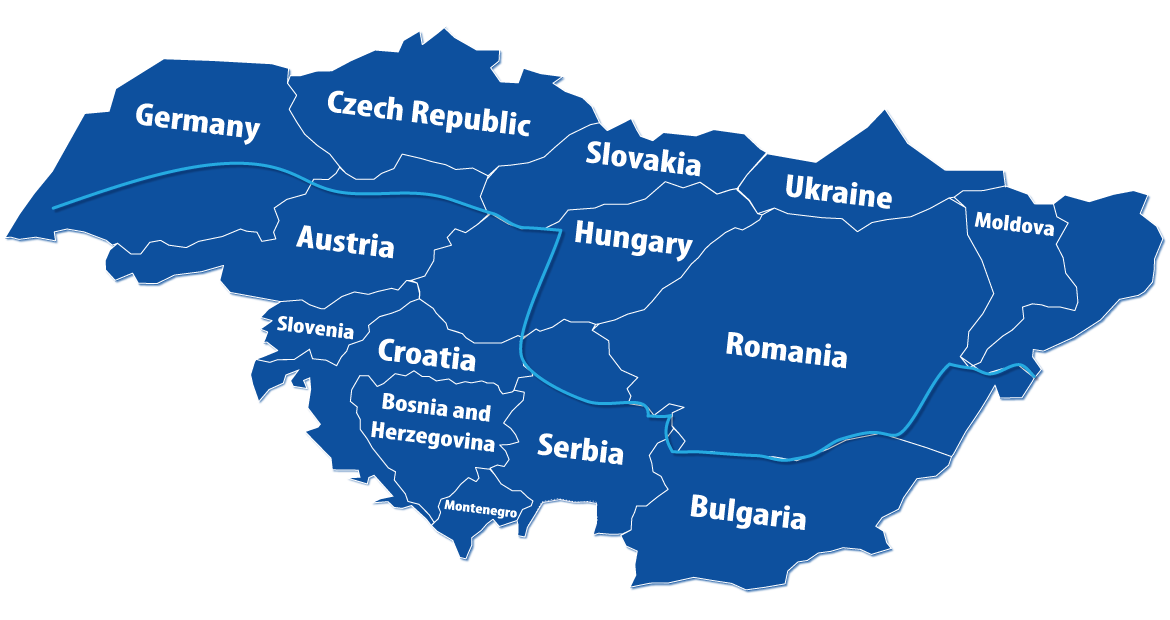 Germany
Czech Republic
Slovakia
Ukraine
Moldova
Austria
Hungary
Slovenia
Croatia
Romania
Bosnia and
Herzegovina
Serbia
Montenegro
Bulgaria